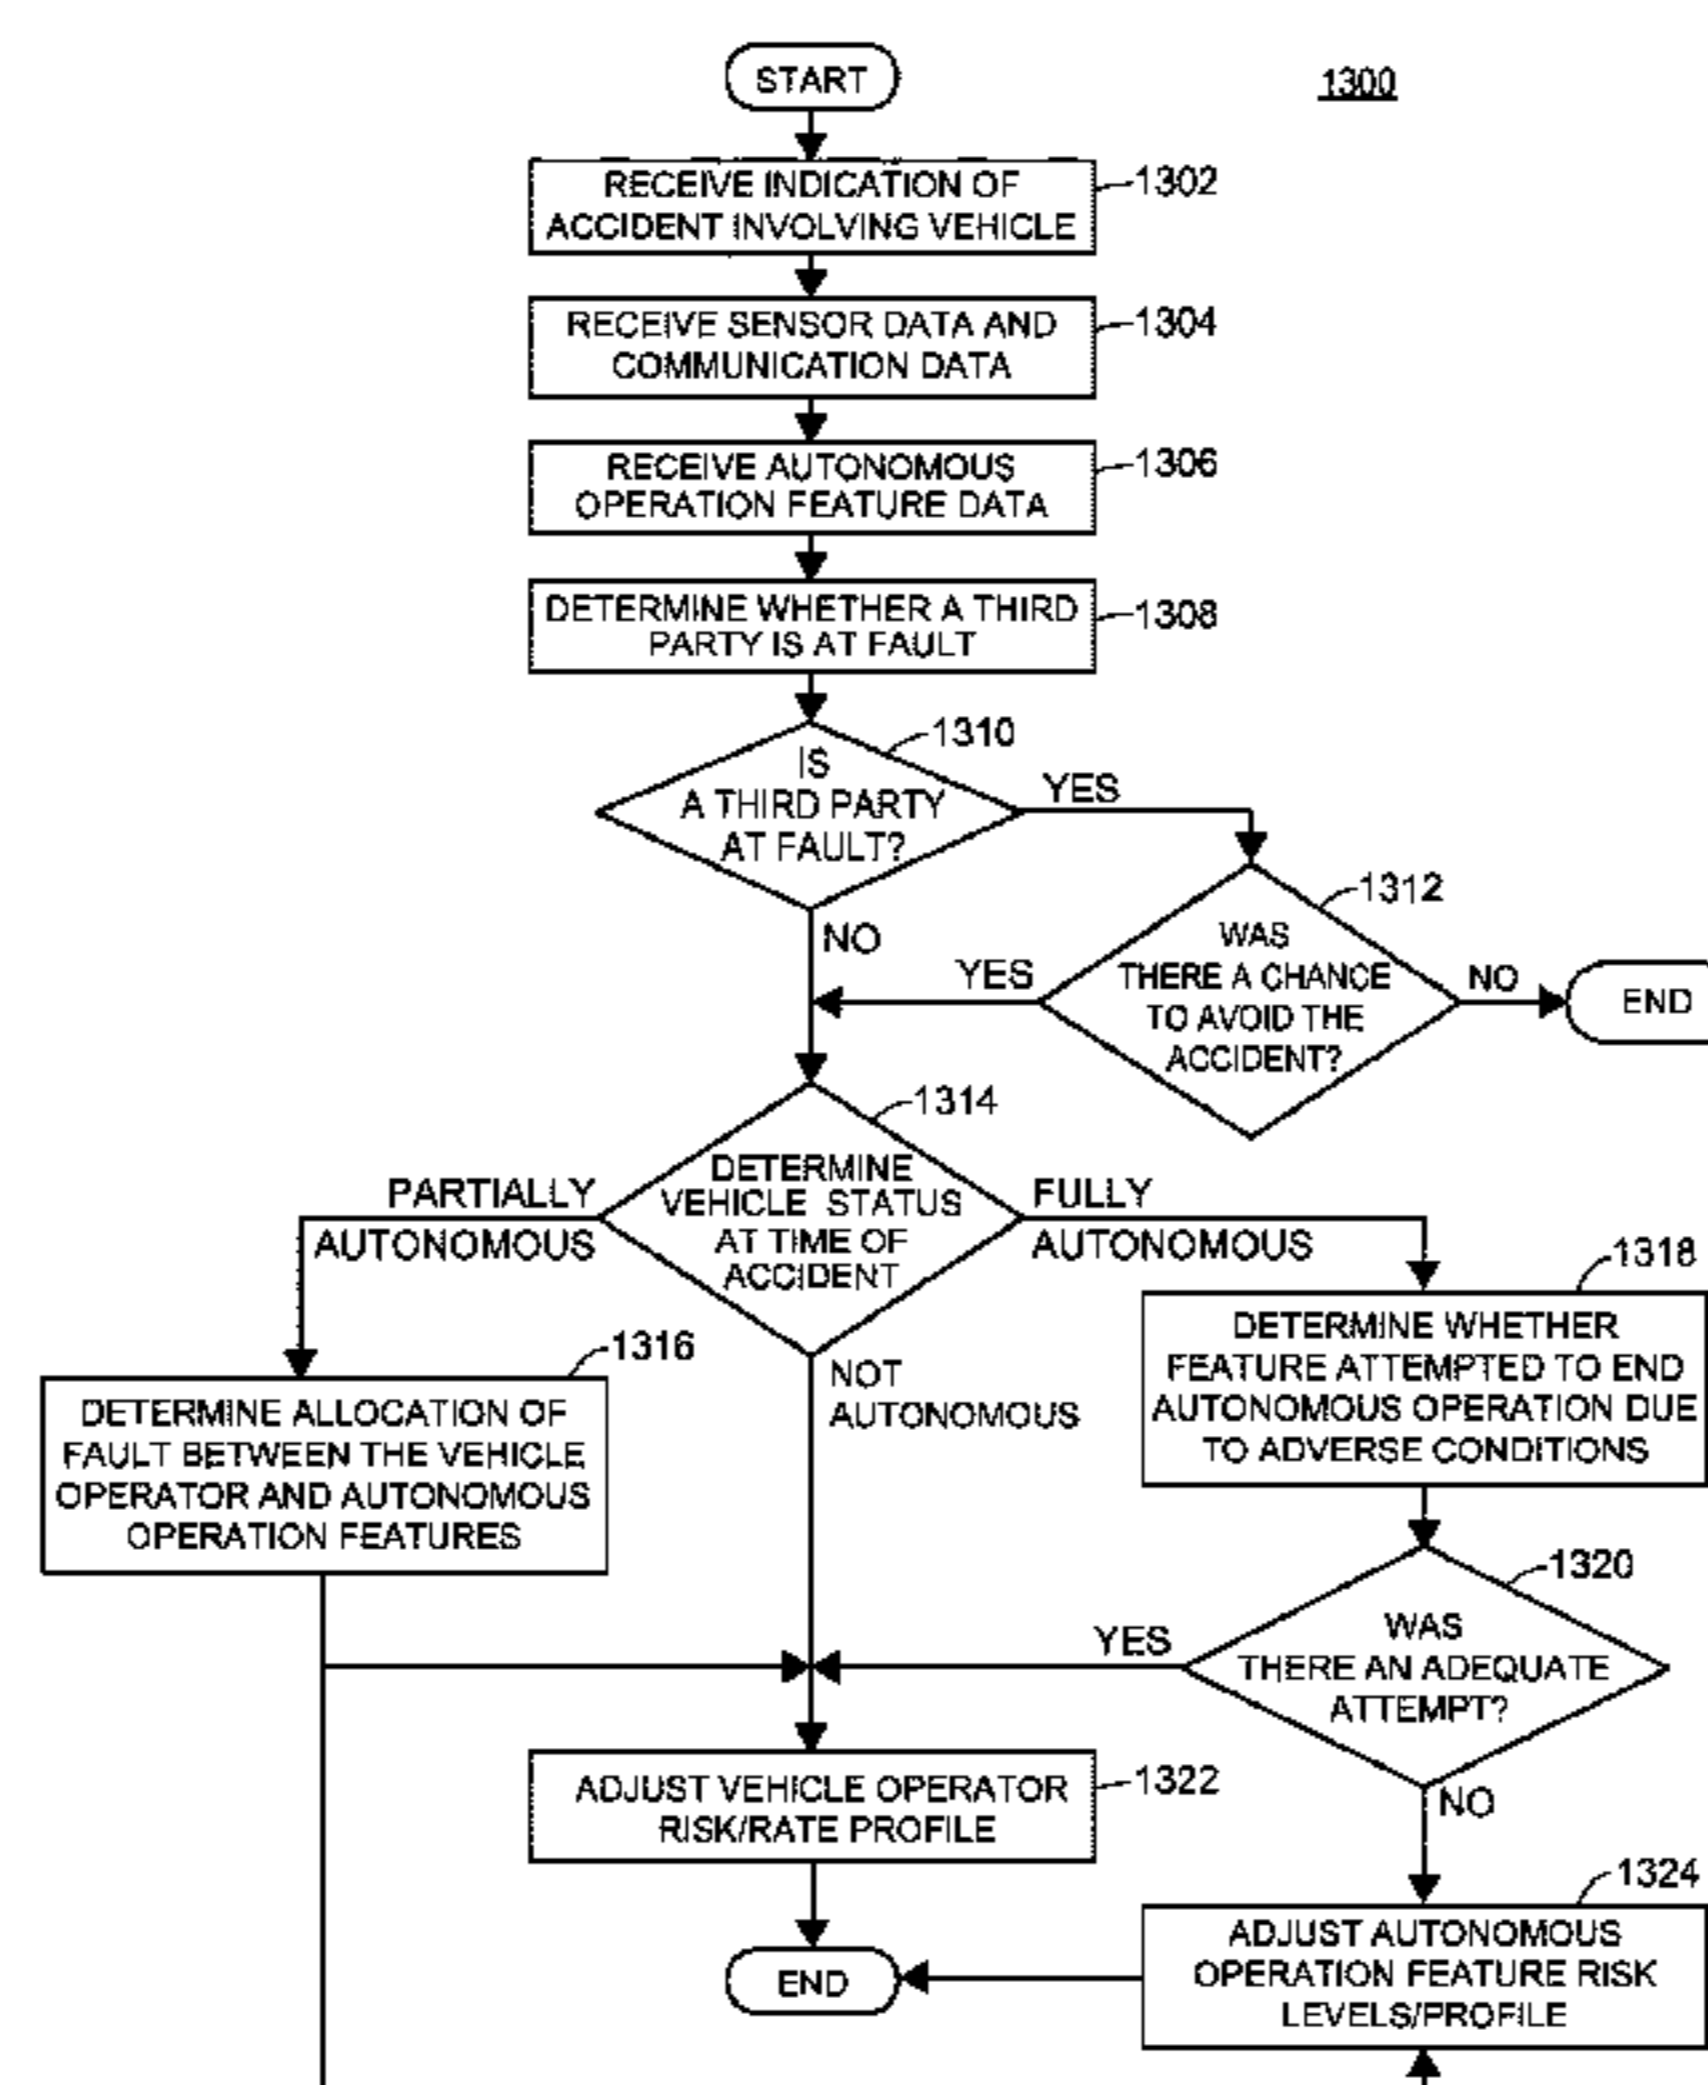 START
1300
RECEIVE INDICATION OF
ACCIDENT INVOLVING VEHICLE
1302
RECEIVE SENSOR DATA AND
COMMUNICATION DATA
1304
RECEIVE AUTONOMOUS
OPERATION FEATURE DATA
1306
DETERMINE WHETHER A THIRD
PARTY IS AT FAULT
1308
1310
IS
A THIRD PARTY
AT FAULT?
YES
NO
1312
WAS
THERE A CHANCE
TO AVOID THE
ACCIDENT?
YES
NO
END
1314
DETERMINE
VEHICLE STATUS
AT TIME OF
ACCIDENT
PARTIALLY
AUTONOMOUS
FULLY
AUTONOMOUS
NOT
AUTONOMOUS
1316
DETERMINE ALLOCATION OF
FAULT BETWEEN THE VEHICLE
OPERATOR AND AUTONOMOUS
OPERATION FEATURES
1318
DETERMINE WHETHER
FEATURE ATTEMPTED TO END
AUTONOMOUS OPERATION DUE
TO ADVERSE CONDITIONS
1320
WAS
THERE AN ADEQUATE
ATTEMPT?
YES
NO
ADJUST VEHICLE OPERATOR
RISK/RATE PROFILE
1322
1324
ADJUST AUTONOMOUS
OPERATION FEATURE RISK
LEVELS/PROFILE
END